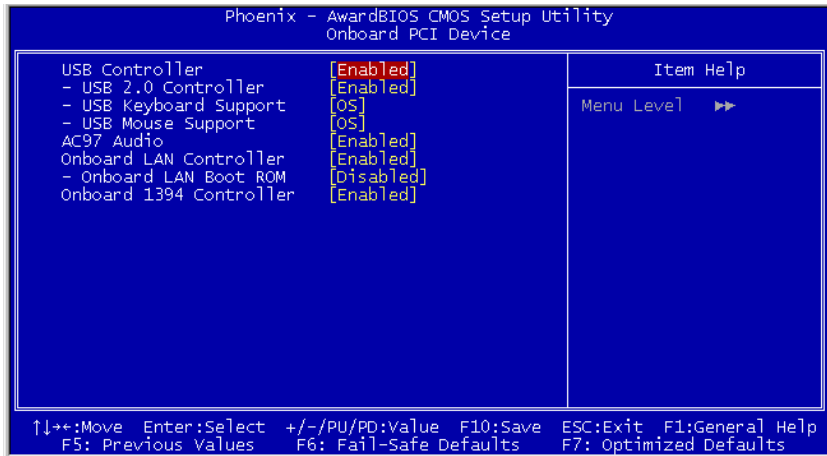 Phoenix - AwardBIOS CMOS Setup Utility
Onboard PCI Device
USB Controller [Enabled]
- USB 2.0 Controller [Enabled]
- USB Keyboard Support [OS]
- USB Mouse Support [OS]
AC97 Audio [Enabled]
Onboard LAN Controller [Enabled]
- Onboard LAN Boot ROM [Disabled]
Onboard 1394 Controller [Enabled]
Item Help
Menu Level ▸▸
↑↓→←:Move Enter:Select +/-/PU/PD:Value F10:Save ESC:Exit F1:General Help
F5: Previous Values F6: Fail-Safe Defaults F7: Optimized Defaults